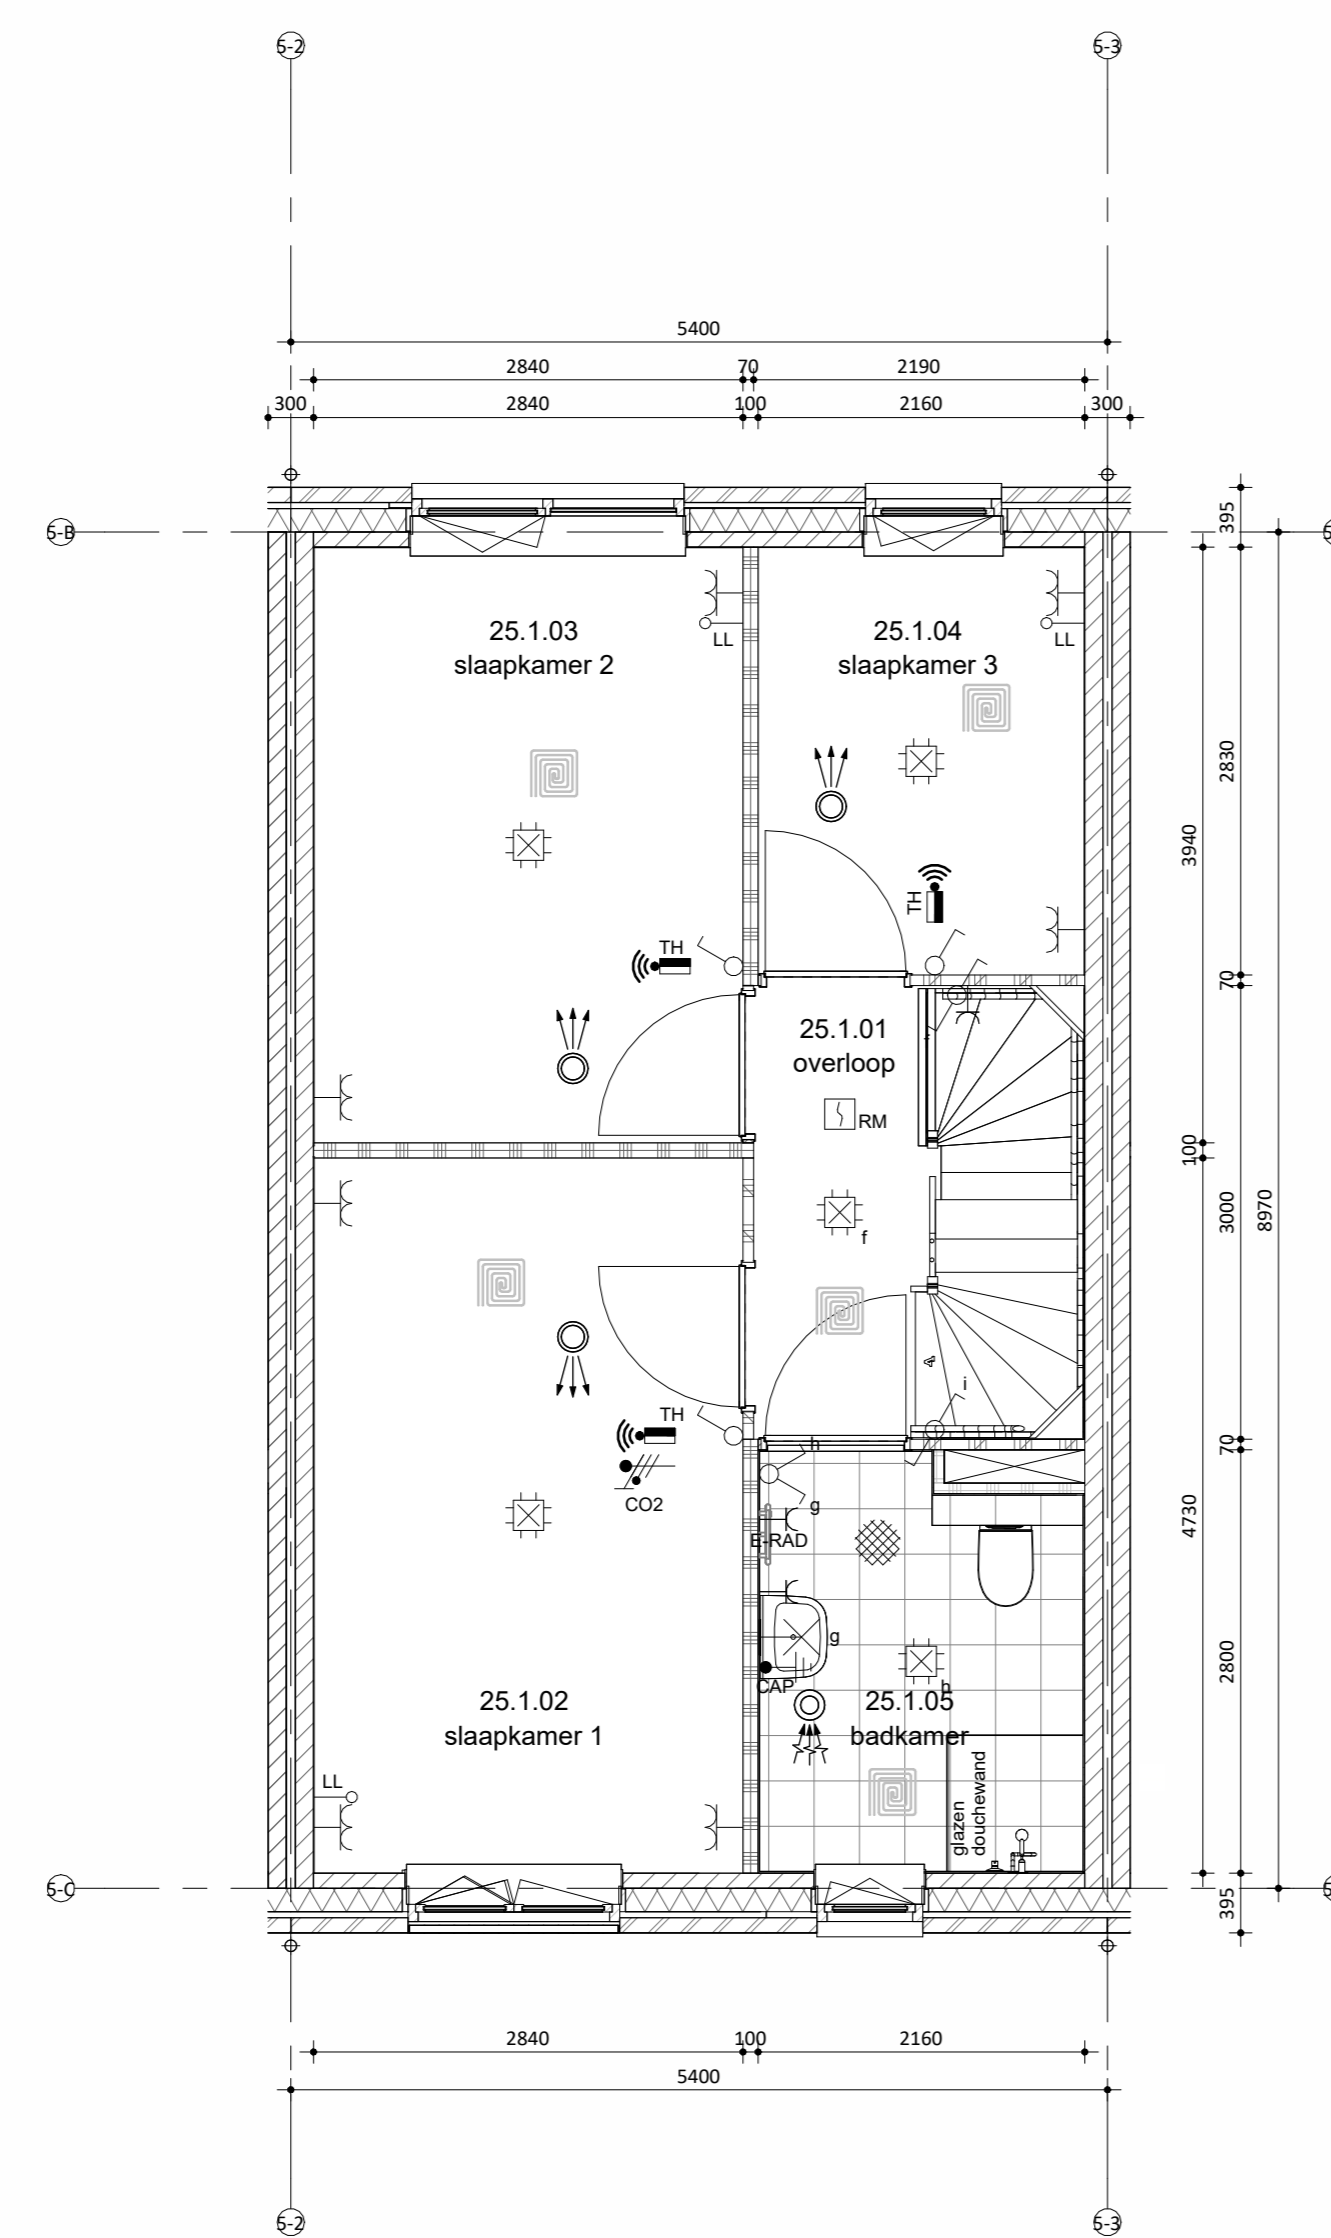 5-2
5-3
5400
2840
70
2190
300
2840
100
2160
300
395
5-B
25.1.03
slaapkamer 2
LL
25.1.04
slaapkamer 3
LL
2830
3940
TH
TH
70
25.1.01
overloop
RM
100
3000
8970
f
A
i
TH
CO2
h
g
E-RAD
70
4730
g
CAP
h
2800
25.1.02
slaapkamer 1
25.1.05
badkamer
LL
glazen
douchewand
5-C
395
2840
100
2160
5400
5-2
5-3